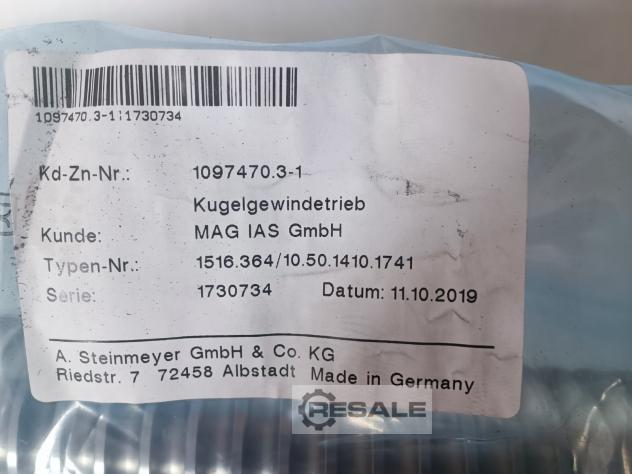 1097470.3-1;1730734
Kd-Zn-Nr.: 1097470.3-1
Kugelgewindetrieb
Kunde: MAG IAS GmbH
Typen-Nr.: 1516.364/10.50.1410.1741
Serie: 1730734 Datum: 11.10.2019
A. Steinmeyer GmbH & Co. KG
Riedstr. 7 72458 Albstadt Made in Germany
RESALE